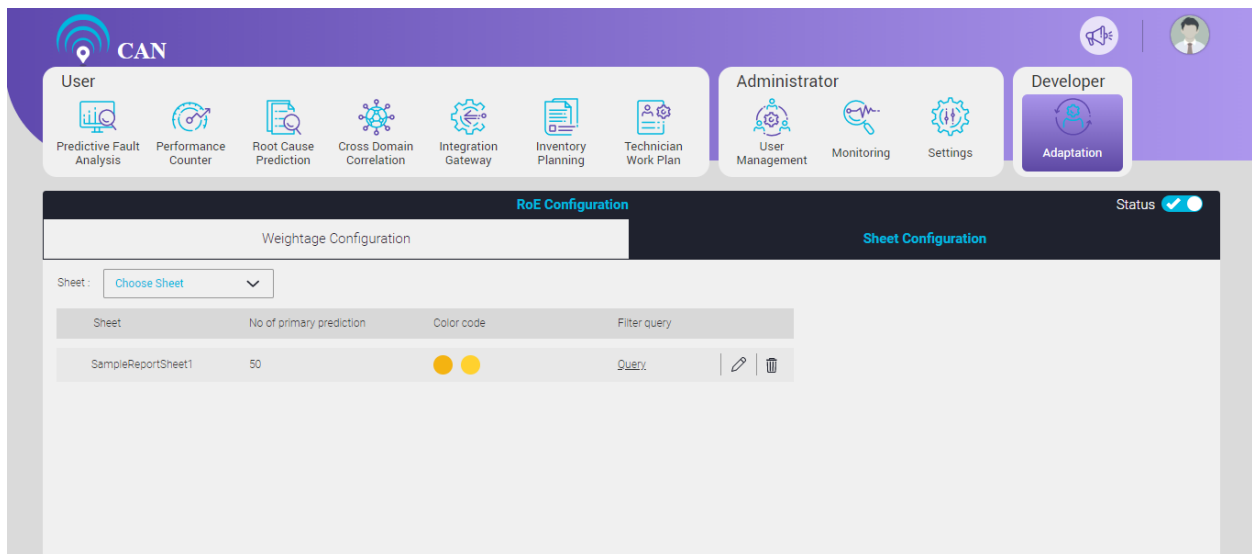 CAN
User
Administrator
Developer
Predictive Fault Analysis
Performance Counter
Root Cause Prediction
Cross Domain Correlation
Integration Gateway
Inventory Planning
Technician Work Plan
User Management
Monitoring
Settings
Adaptation
RoE Configuration
Status
Weightage Configuration
Sheet Configuration
Sheet :
Choose Sheet
Sheet
No of primary prediction
Color code
Filter query
SampleReportSheet1
50
Query